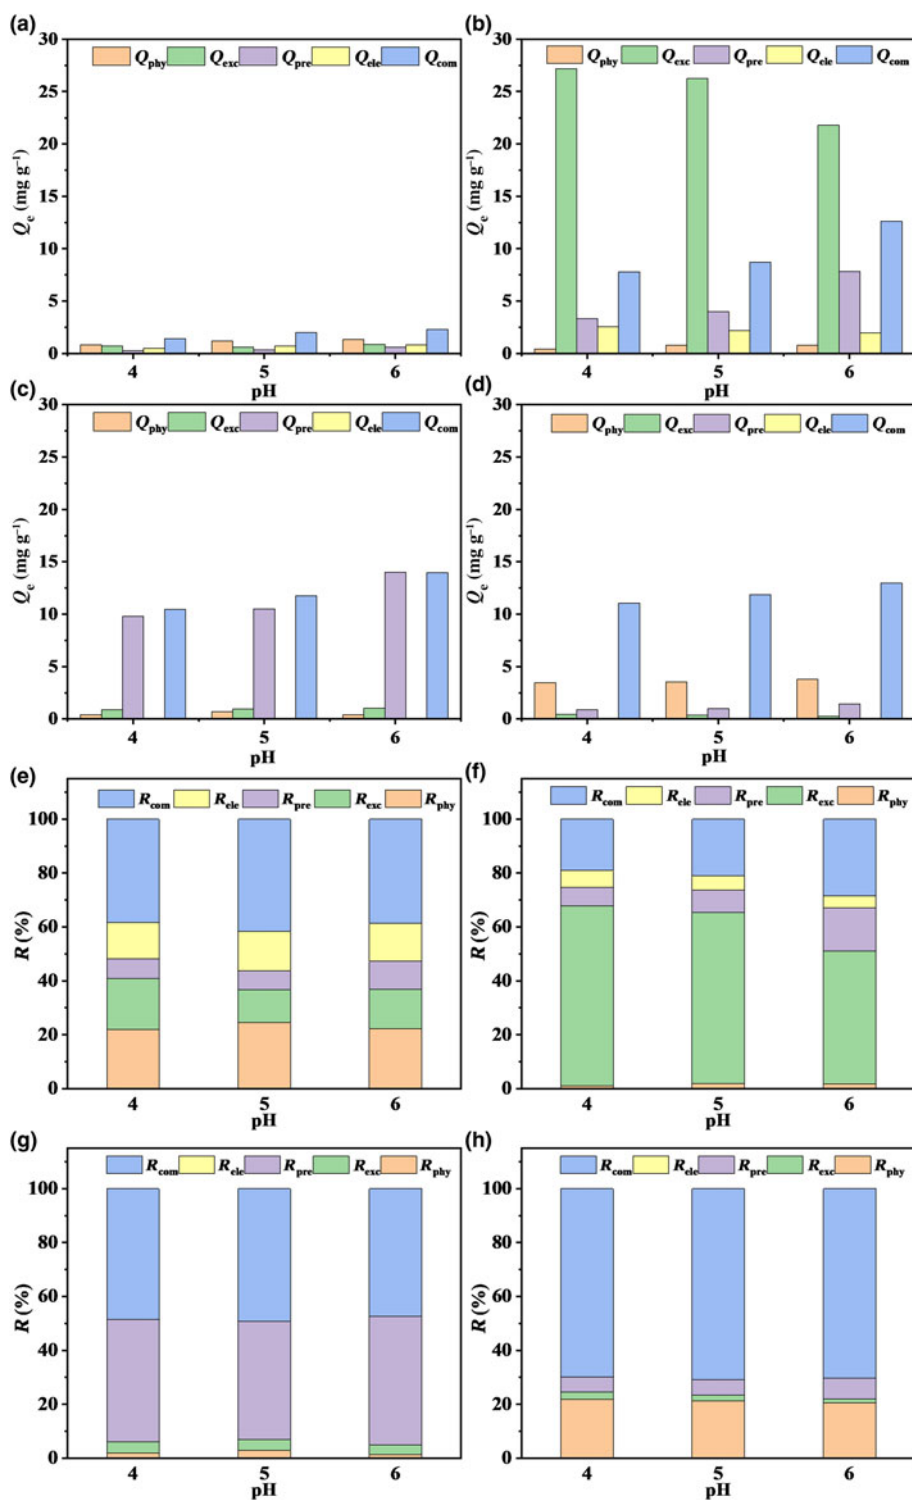 (a)
30
25
20
15
10
5
0
Qe (mg g−1)
Qphy Qexc Qpre Qele Qcom
4 5 6
pH
(b)
30
25
20
15
10
5
0
Qe (mg g−1)
Qphy Qexc Qpre Qele Qcom
4 5 6
pH
(c)
30
25
20
15
10
5
0
Qe (mg g−1)
Qphy Qexc Qpre Qele Qcom
4 5 6
pH
(d)
30
25
20
15
10
5
0
Qe (mg g−1)
Qphy Qexc Qpre Qele Qcom
4 5 6
pH
(e)
Rcom Rele Rpre Rexc Rphy
100
80
60
40
20
0
R (%)
4 5 6
pH
(f)
Rcom Rele Rpre Rexc Rphy
100
80
60
40
20
0
R (%)
4 5 6
pH
(g)
Rcom Rele Rpre Rexc Rphy
100
80
60
40
20
0
R (%)
4 5 6
pH
(h)
Rcom Rele Rpre Rexc Rphy
100
80
60
40
20
0
R (%)
4 5 6
pH